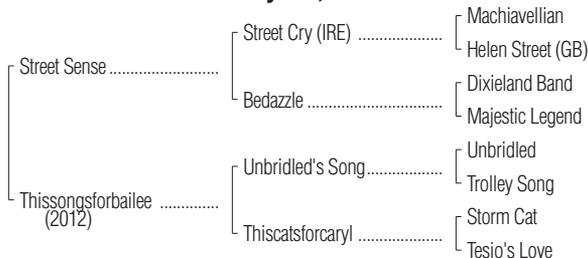 Machiavellian
Street Cry (IRE) ....................
Helen Street (GB)
Street Sense ..........................
Dixieland Band
Bedazzle ................................
Majestic Legend
Unbridled
Unbridled's Song..................
Trolley Song
Thissongsforbailee ..............
(2012)
Storm Cat
Thiscatsforcaryl ....................
Tesio's Love